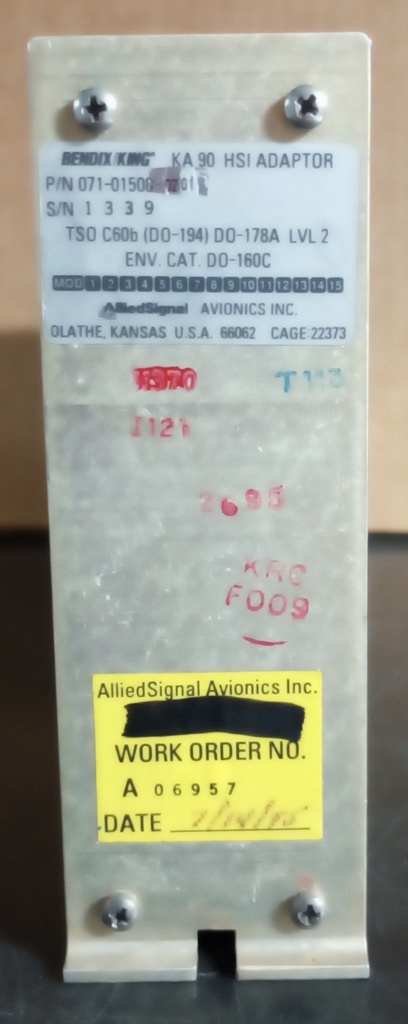 BENDIX/KING® KA 90 HSI ADAPTOR
P/N 071-01508-
S/N 1 3 3 9
TSO C60b (DO-194) DO-178A LVL 2
ENV. CAT. DO-160C
MOD 1 2 3 4 5 6 7 8 9 10 11 12 13 14 15
AlliedSignal AVIONICS INC.
OLATHE, KANSAS U.S.A. 66062 CAGE:22373
I121
2695
KRC
F009
AlliedSignal Avionics Inc.
WORK ORDER NO.
A 06957
DATE